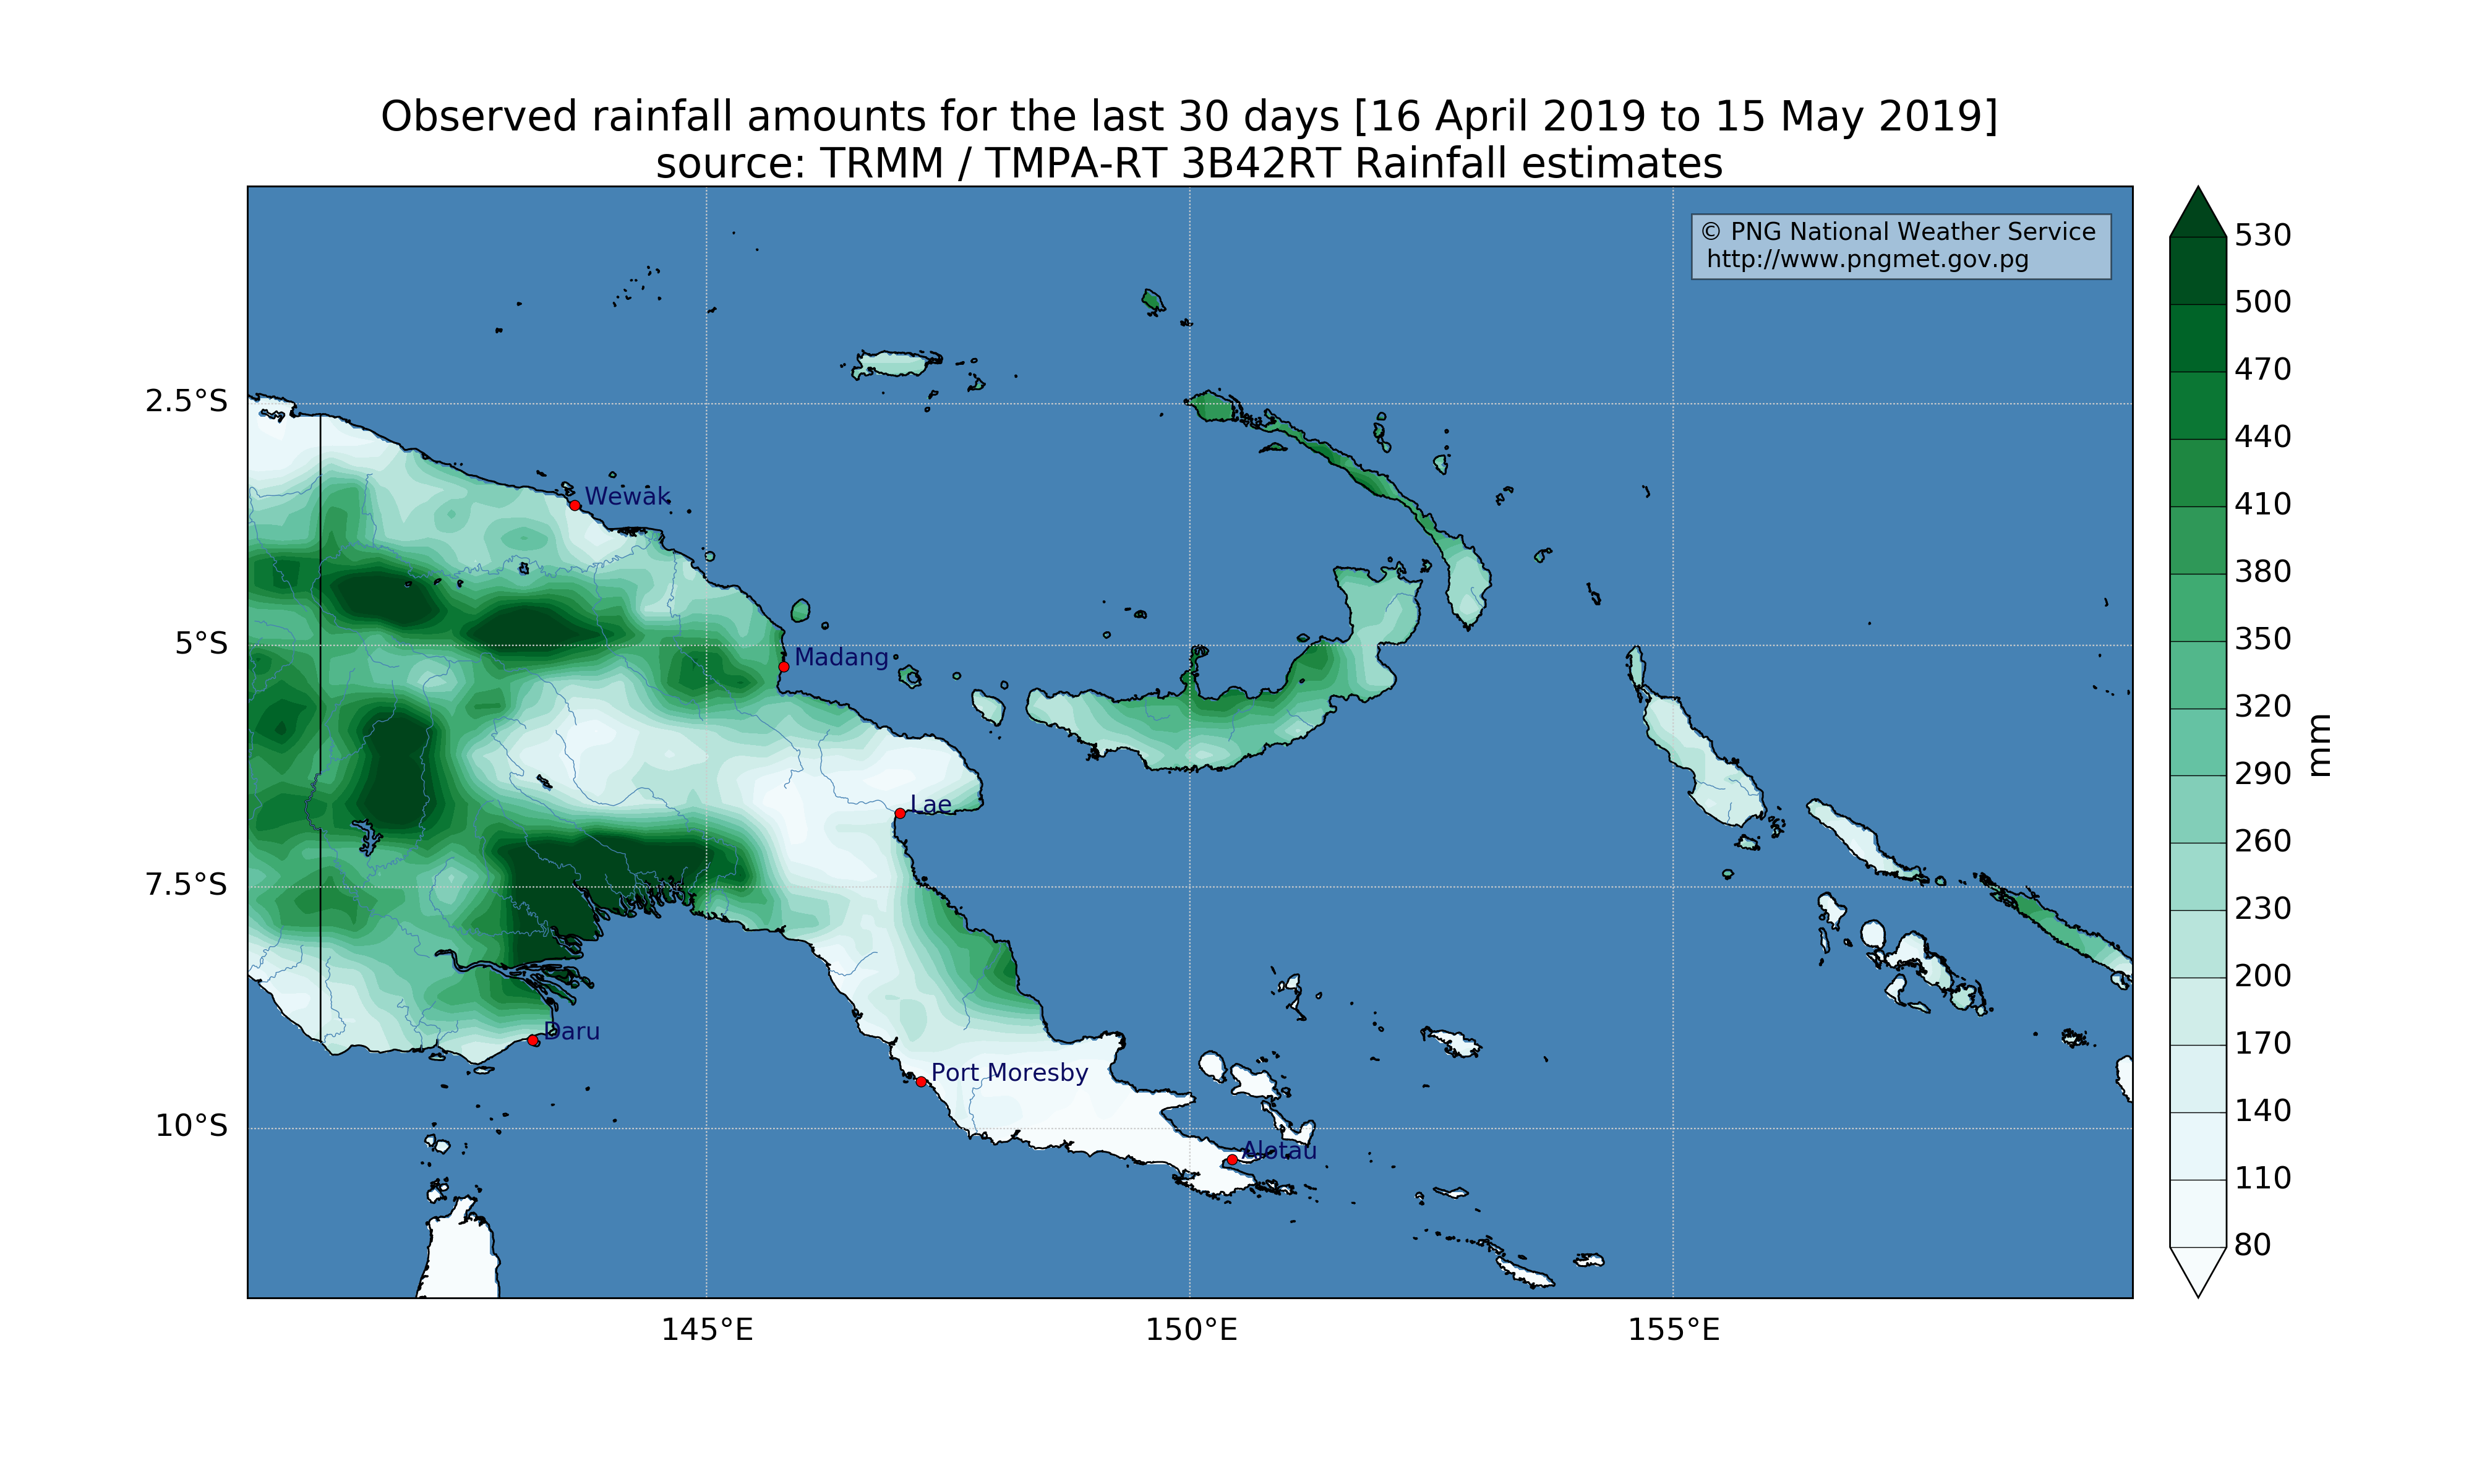 Observed rainfall amounts for the last 30 days [16 April 2019 to 15 May 2019]
source: TRMM / TMPA-RT 3B42RT Rainfall estimates
© PNG National Weather Service
http://www.pngmet.gov.pg
530
500
470
440
410
380
350
320
290
260
230
200
170
140
110
80
mm
2.5°S
5°S
7.5°S
10°S
Wewak
Madang
Lae
Daru
Port Moresby
Alotau
145°E
150°E
155°E